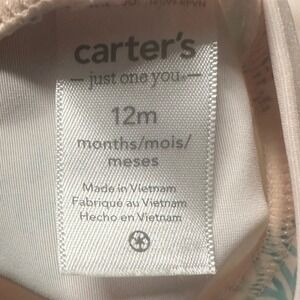 carter's
just one you.
12m
months/mois/
meses
Made in Vietnam
Fabriqué au Vietnam
Hecho en Vietnam